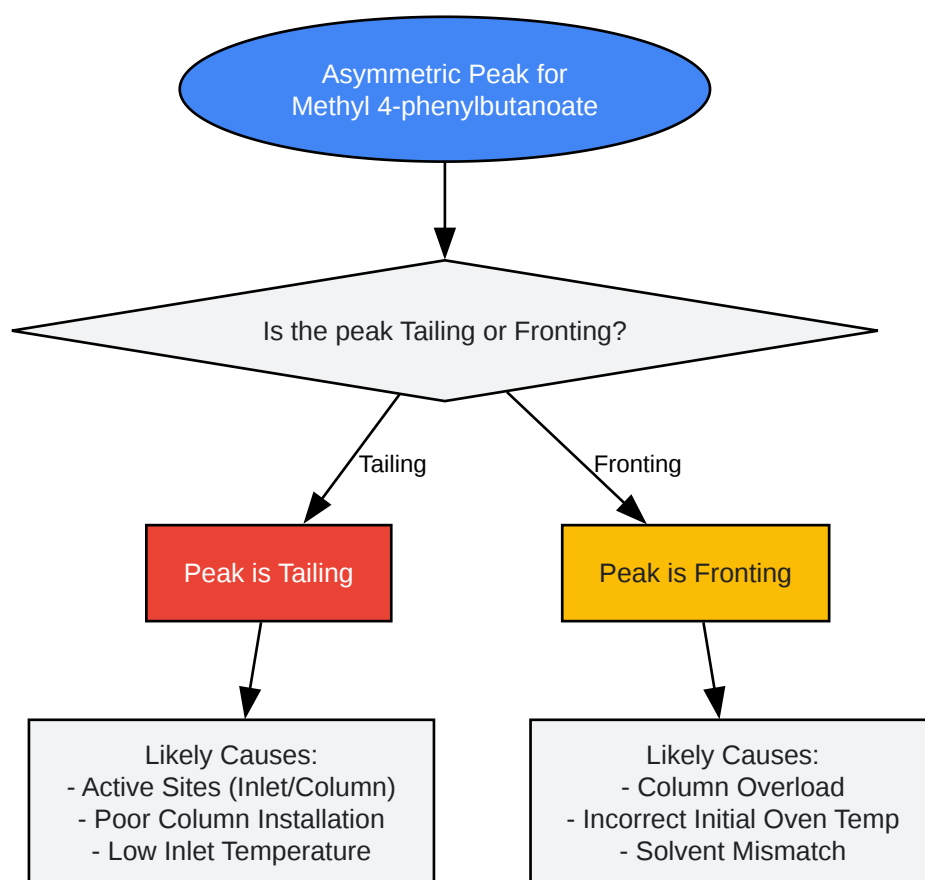 Asymmetric Peak for
Methyl 4-phenylbutanoate
Is the peak Tailing or Fronting?
Tailing
Fronting
Peak is Tailing
Peak is Fronting
Likely Causes:
- Active Sites (Inlet/Column)
- Poor Column Installation
- Low Inlet Temperature
Likely Causes:
- Column Overload
- Incorrect Initial Oven Temp
- Solvent Mismatch